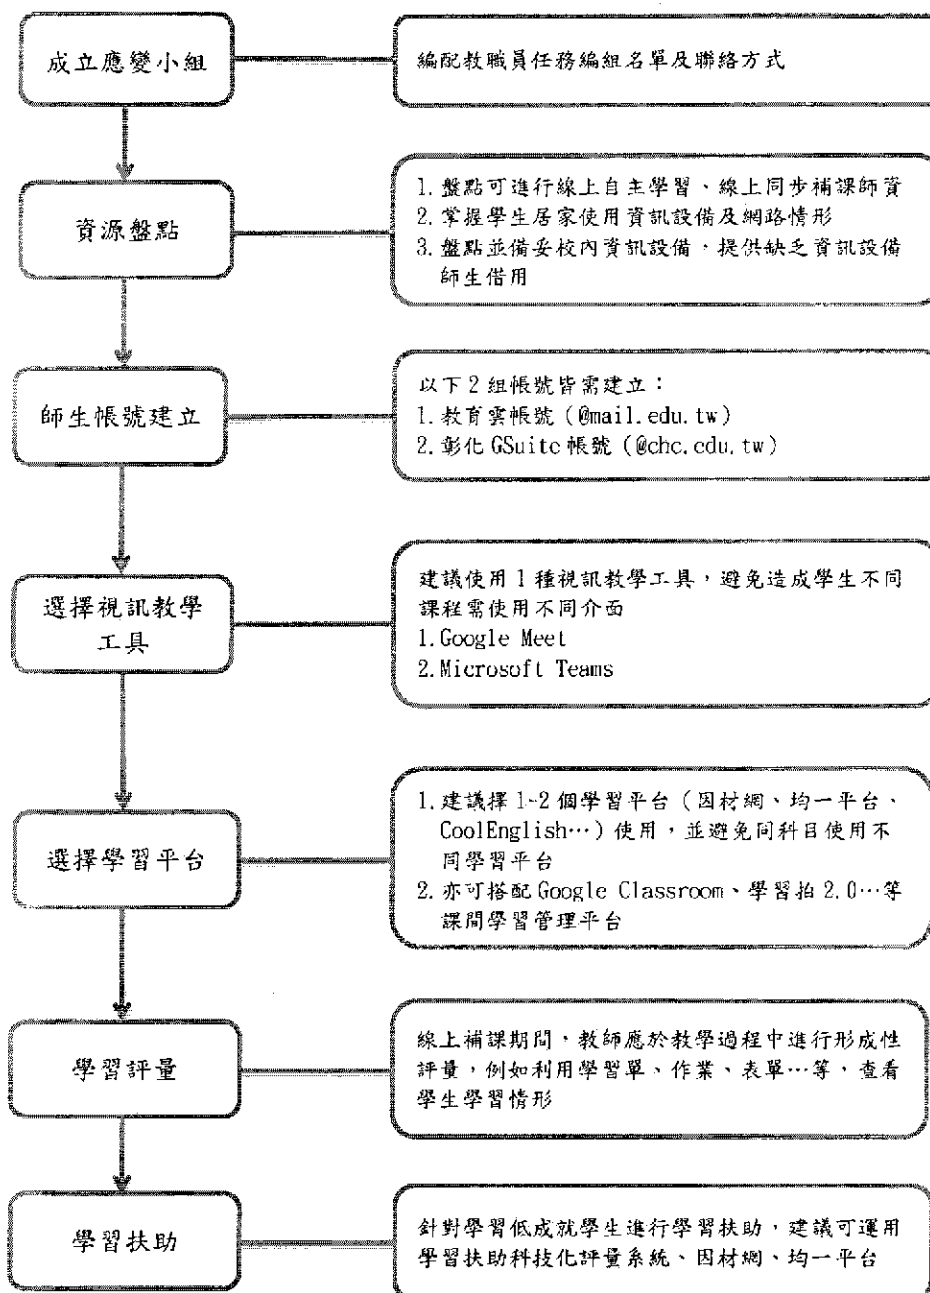 成立應變小組
編配教職員任務編組名單及聯絡方式
資源盤點
1. 盤點可進行線上自主學習、線上同步補課師資
2. 掌握學生居家使用資訊設備及網路情形
3. 盤點並備妥校內資訊設備，提供缺乏資訊設備
師生借用
師生帳號建立
以下 2 組帳號皆需建立：
1. 教育雲帳號 (@mail.edu.tw)
2. 彰化 GSuite 帳號 (@chc.edu.tw)
選擇視訊教學
工具
建議使用 1 種視訊教學工具，避免造成學生不同
課程需使用不同介面
1. Google Meet
2. Microsoft Teams
選擇學習平台
1. 建議擇 1-2 個學習平台（因材網、均一平台、
CoolEnglish…）使用，並避免同科目使用不
同學習平台
2. 亦可搭配 Google Classroom、學習拍 2.0…等
課間學習管理平台
學習評量
線上補課期間，教師應於教學過程中進行形成性
評量，例如利用學習單、作業、表單…等，查看
學生學習情形
學習扶助
針對學習低成就學生進行學習扶助，建議可運用
學習扶助科技化評量系統、因材網、均一平台